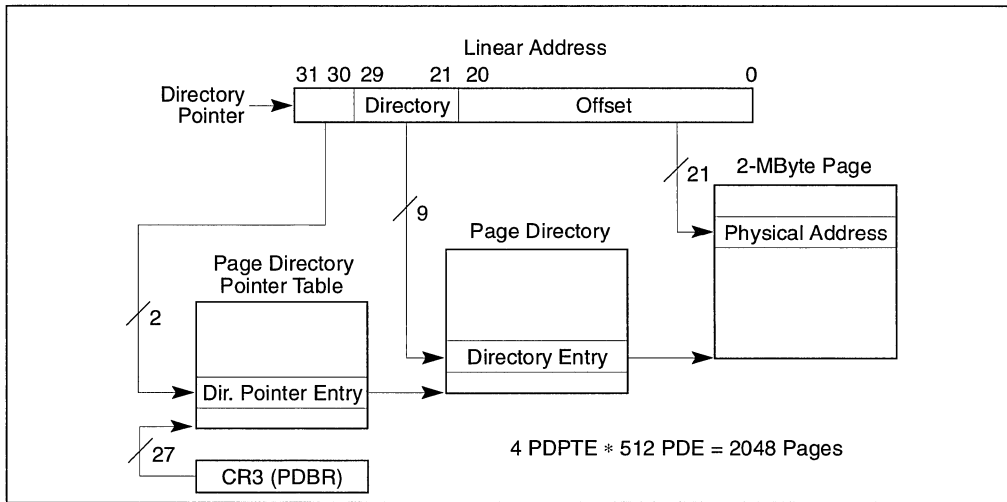 Linear Address
31 30 29 21 20 0
Directory
Pointer
Directory
Offset
21
2-MByte Page
9
Page Directory
Physical Address
Page Directory
Pointer Table
2
Directory Entry
Dir. Pointer Entry
27
4 PDPTE * 512 PDE = 2048 Pages
CR3 (PDBR)